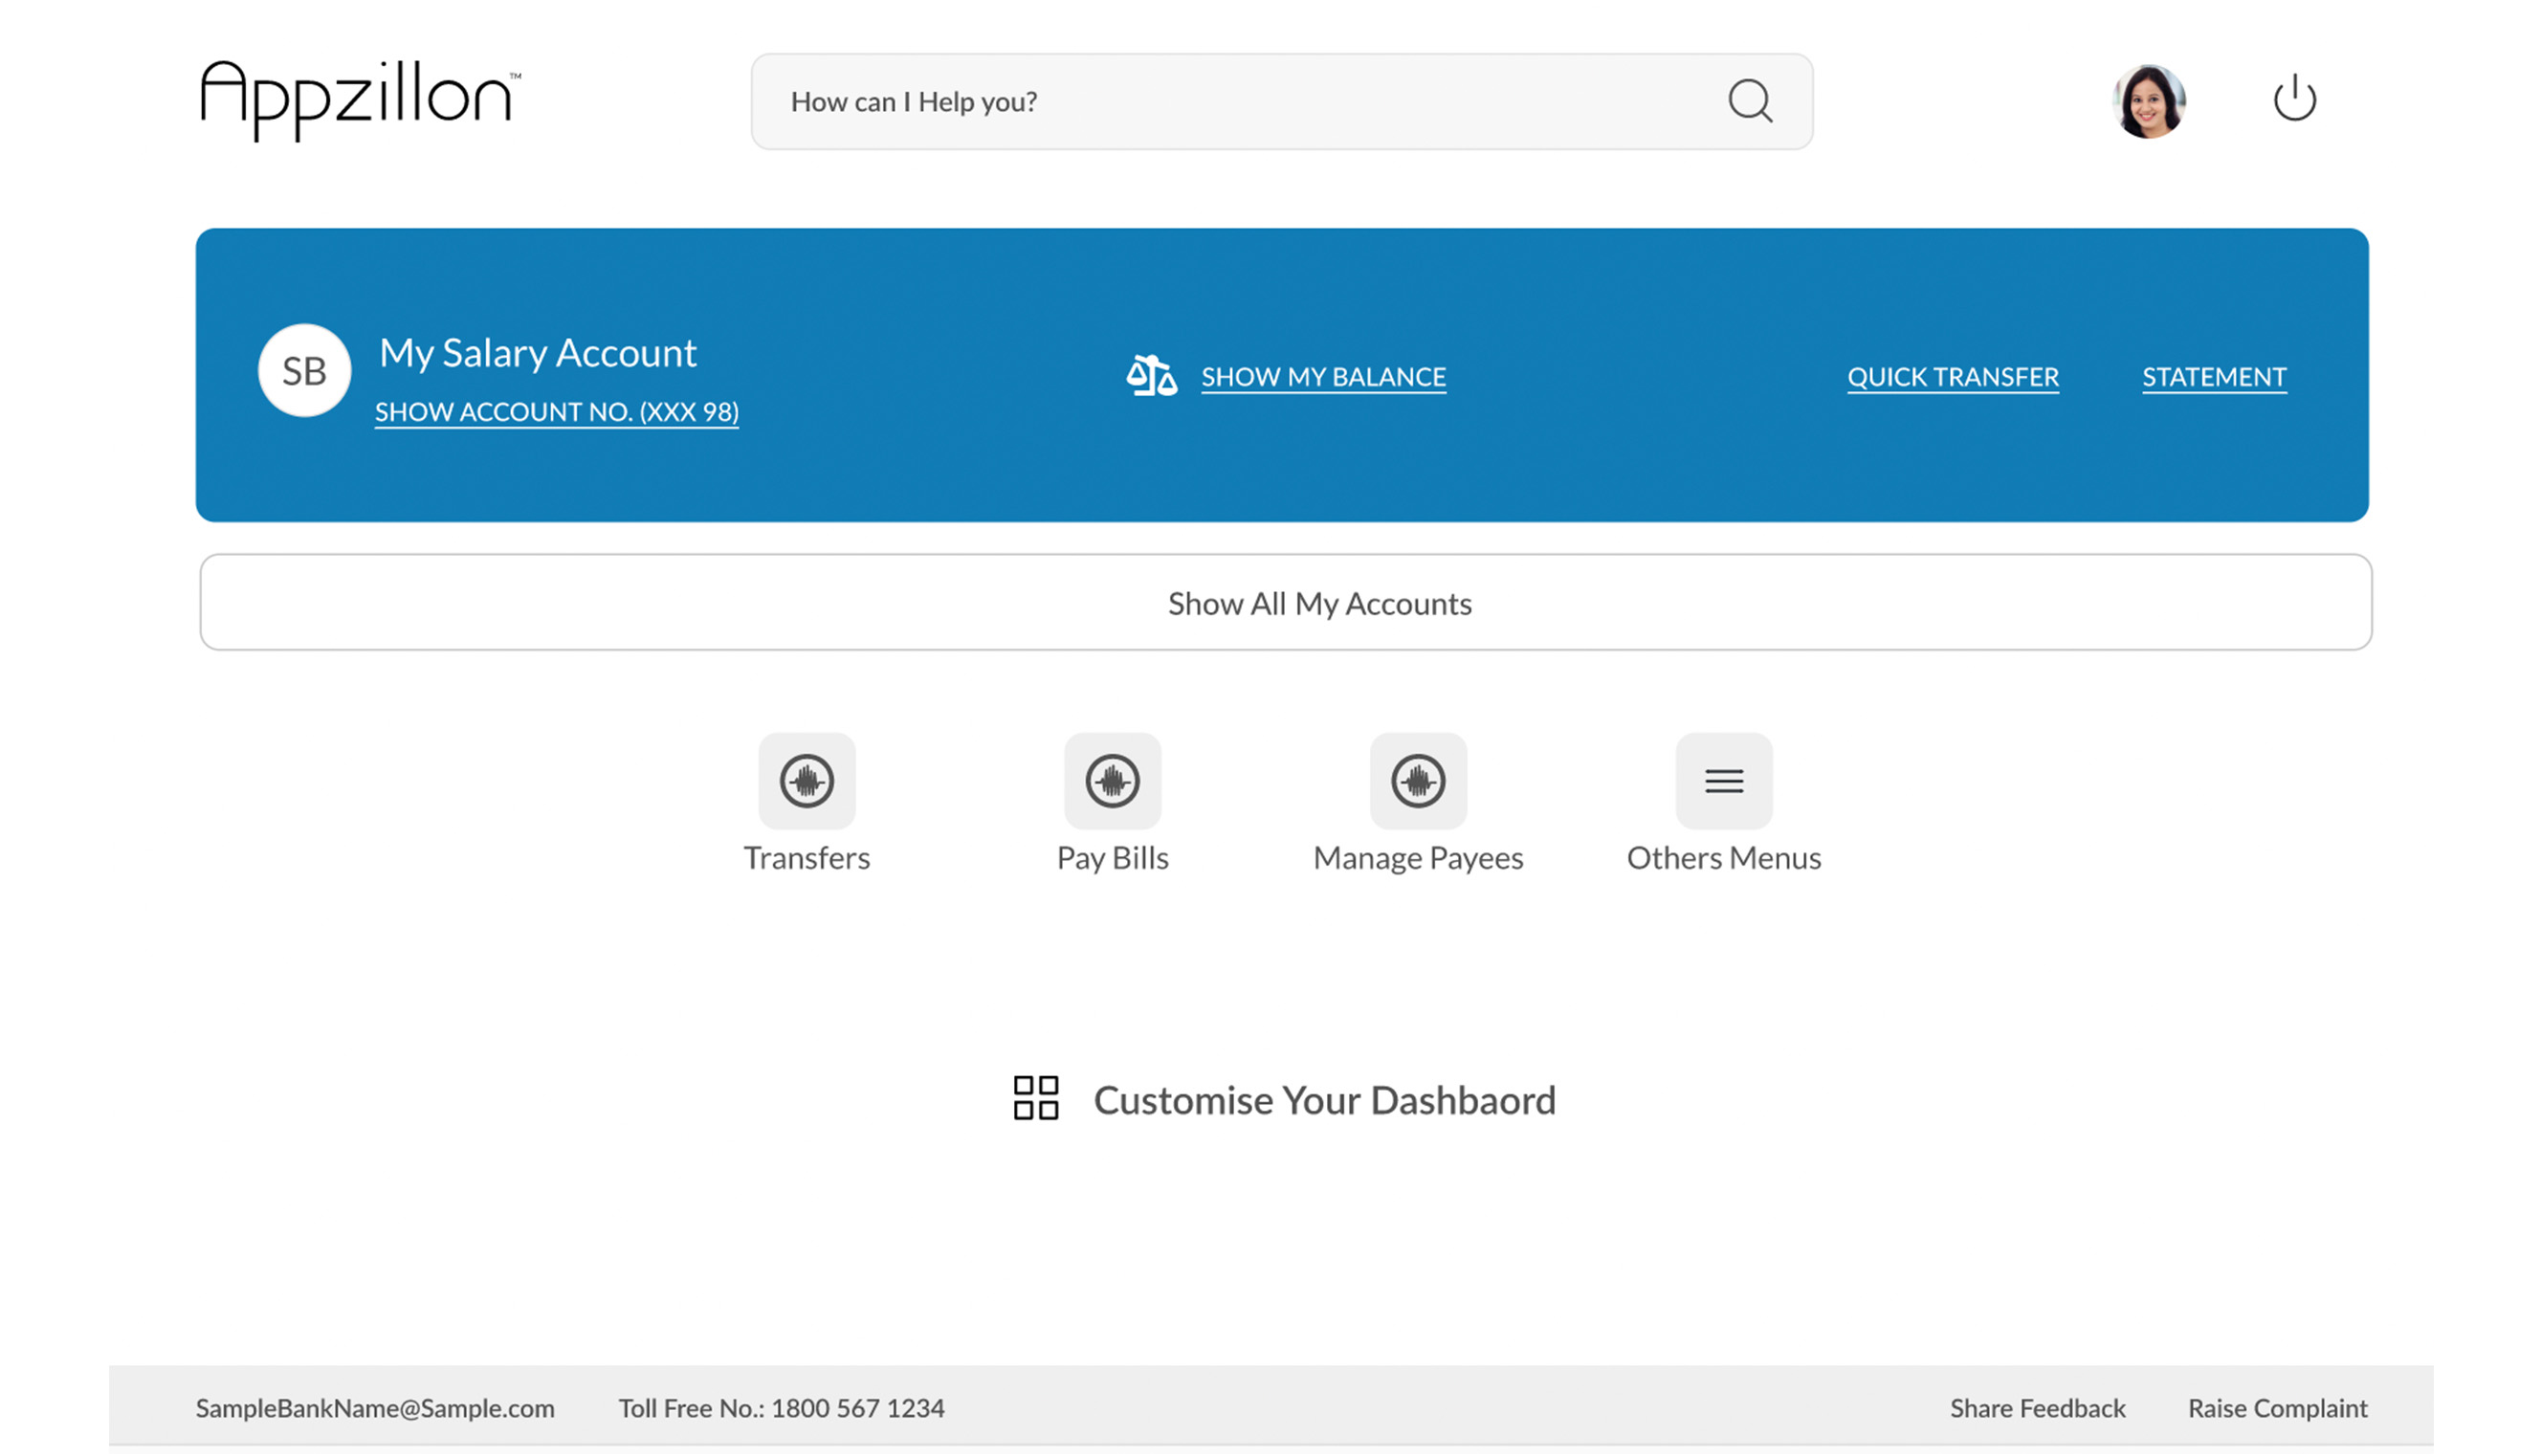 Appzillon™
How can I Help you?
SB
My Salary Account
SHOW ACCOUNT NO. (XXX 98)
SHOW MY BALANCE
QUICK TRANSFER
STATEMENT
Show All My Accounts
Transfers
Pay Bills
Manage Payees
Others Menus
Customise Your Dashbaord
SampleBankName@Sample.com
Toll Free No.: 1800 567 1234
Share Feedback
Raise Complaint